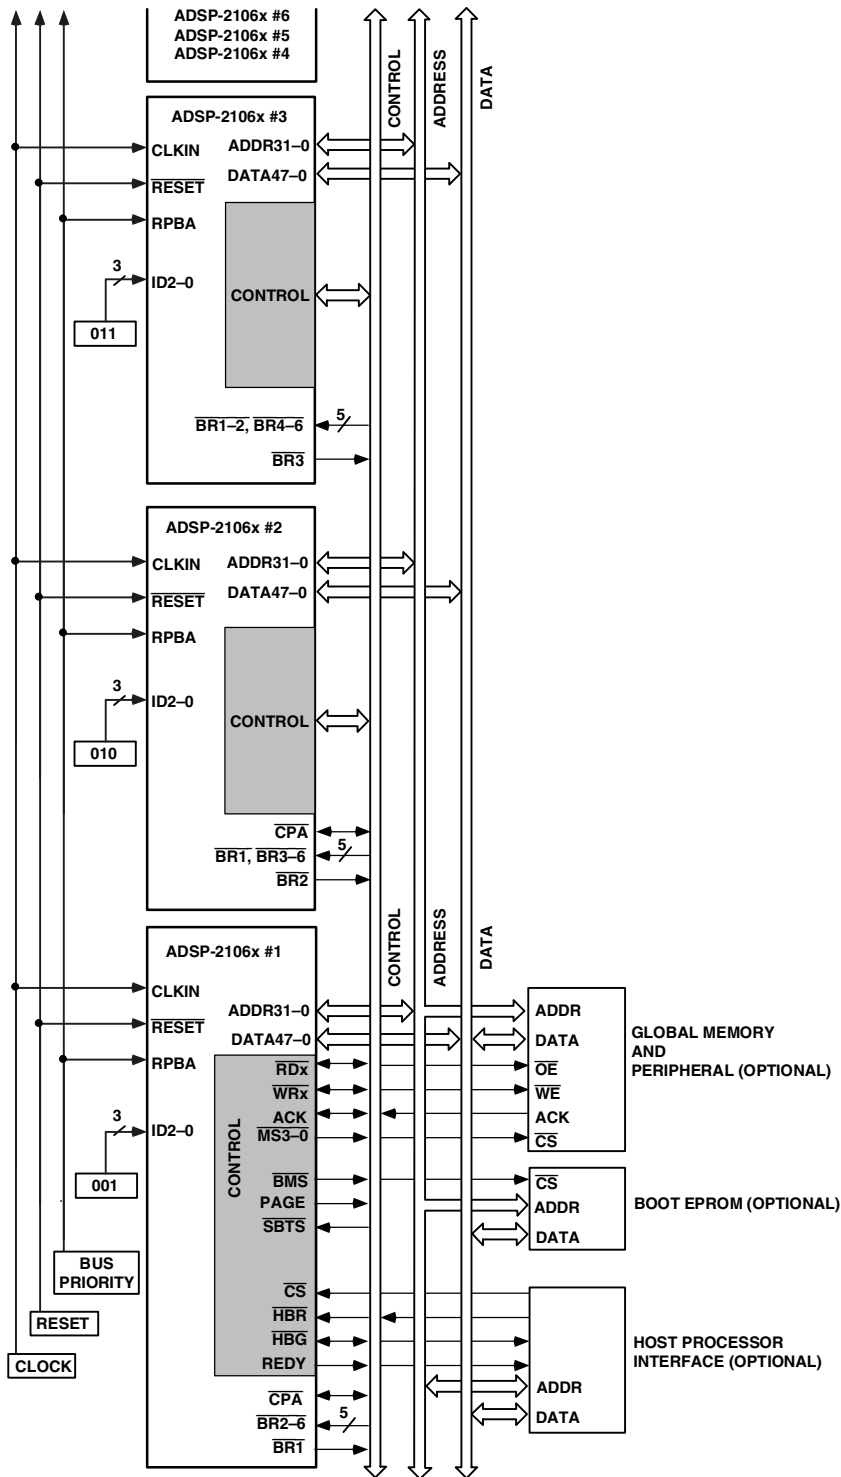 ADSP-2106x #6
ADSP-2106x #5
ADSP-2106x #4
CONTROL
ADDRESS
DATA
ADSP-2106x #3
CLKIN
ADDR31–0
RESET
DATA47–0
RPBA
3
ID2–0
CONTROL
011
5
BR1–2, BR4–6
BR3
ADSP-2106x #2
CLKIN
ADDR31–0
RESET
DATA47–0
RPBA
3
ID2–0
CONTROL
010
CPA
5
BR1, BR3–6
BR2
CONTROL
ADDRESS
DATA
ADSP-2106x #1
CLKIN
ADDR31–0
RESET
DATA47–0
RPBA
3
ID2–0
001
CONTROL
RDx
WRx
ACK
MS3–0
BMS
PAGE
SBTS
CS
HBR
HBG
REDY
CPA
5
BR2–6
BR1
ADDR
DATA
OE
WE
ACK
CS
GLOBAL MEMORY
AND
PERIPHERAL (OPTIONAL)
CS
ADDR
DATA
BOOT EPROM (OPTIONAL)
ADDR
DATA
HOST PROCESSOR
INTERFACE (OPTIONAL)
BUS
PRIORITY
RESET
CLOCK